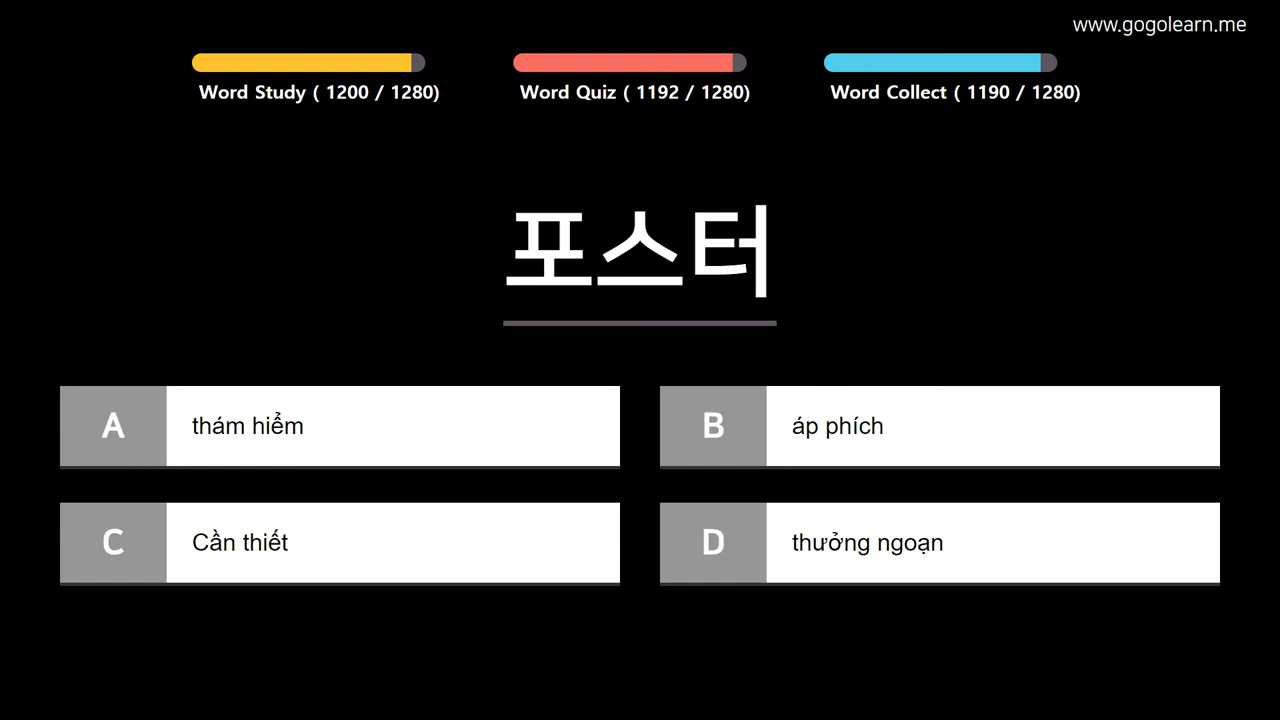 www.gogolearn.me
Word Study ( 1200 / 1280)
Word Quiz ( 1192 / 1280)
Word Collect ( 1190 / 1280)
포스터
A thám hiểm
B áp phích
C Cần thiết
D thưởng ngoạn